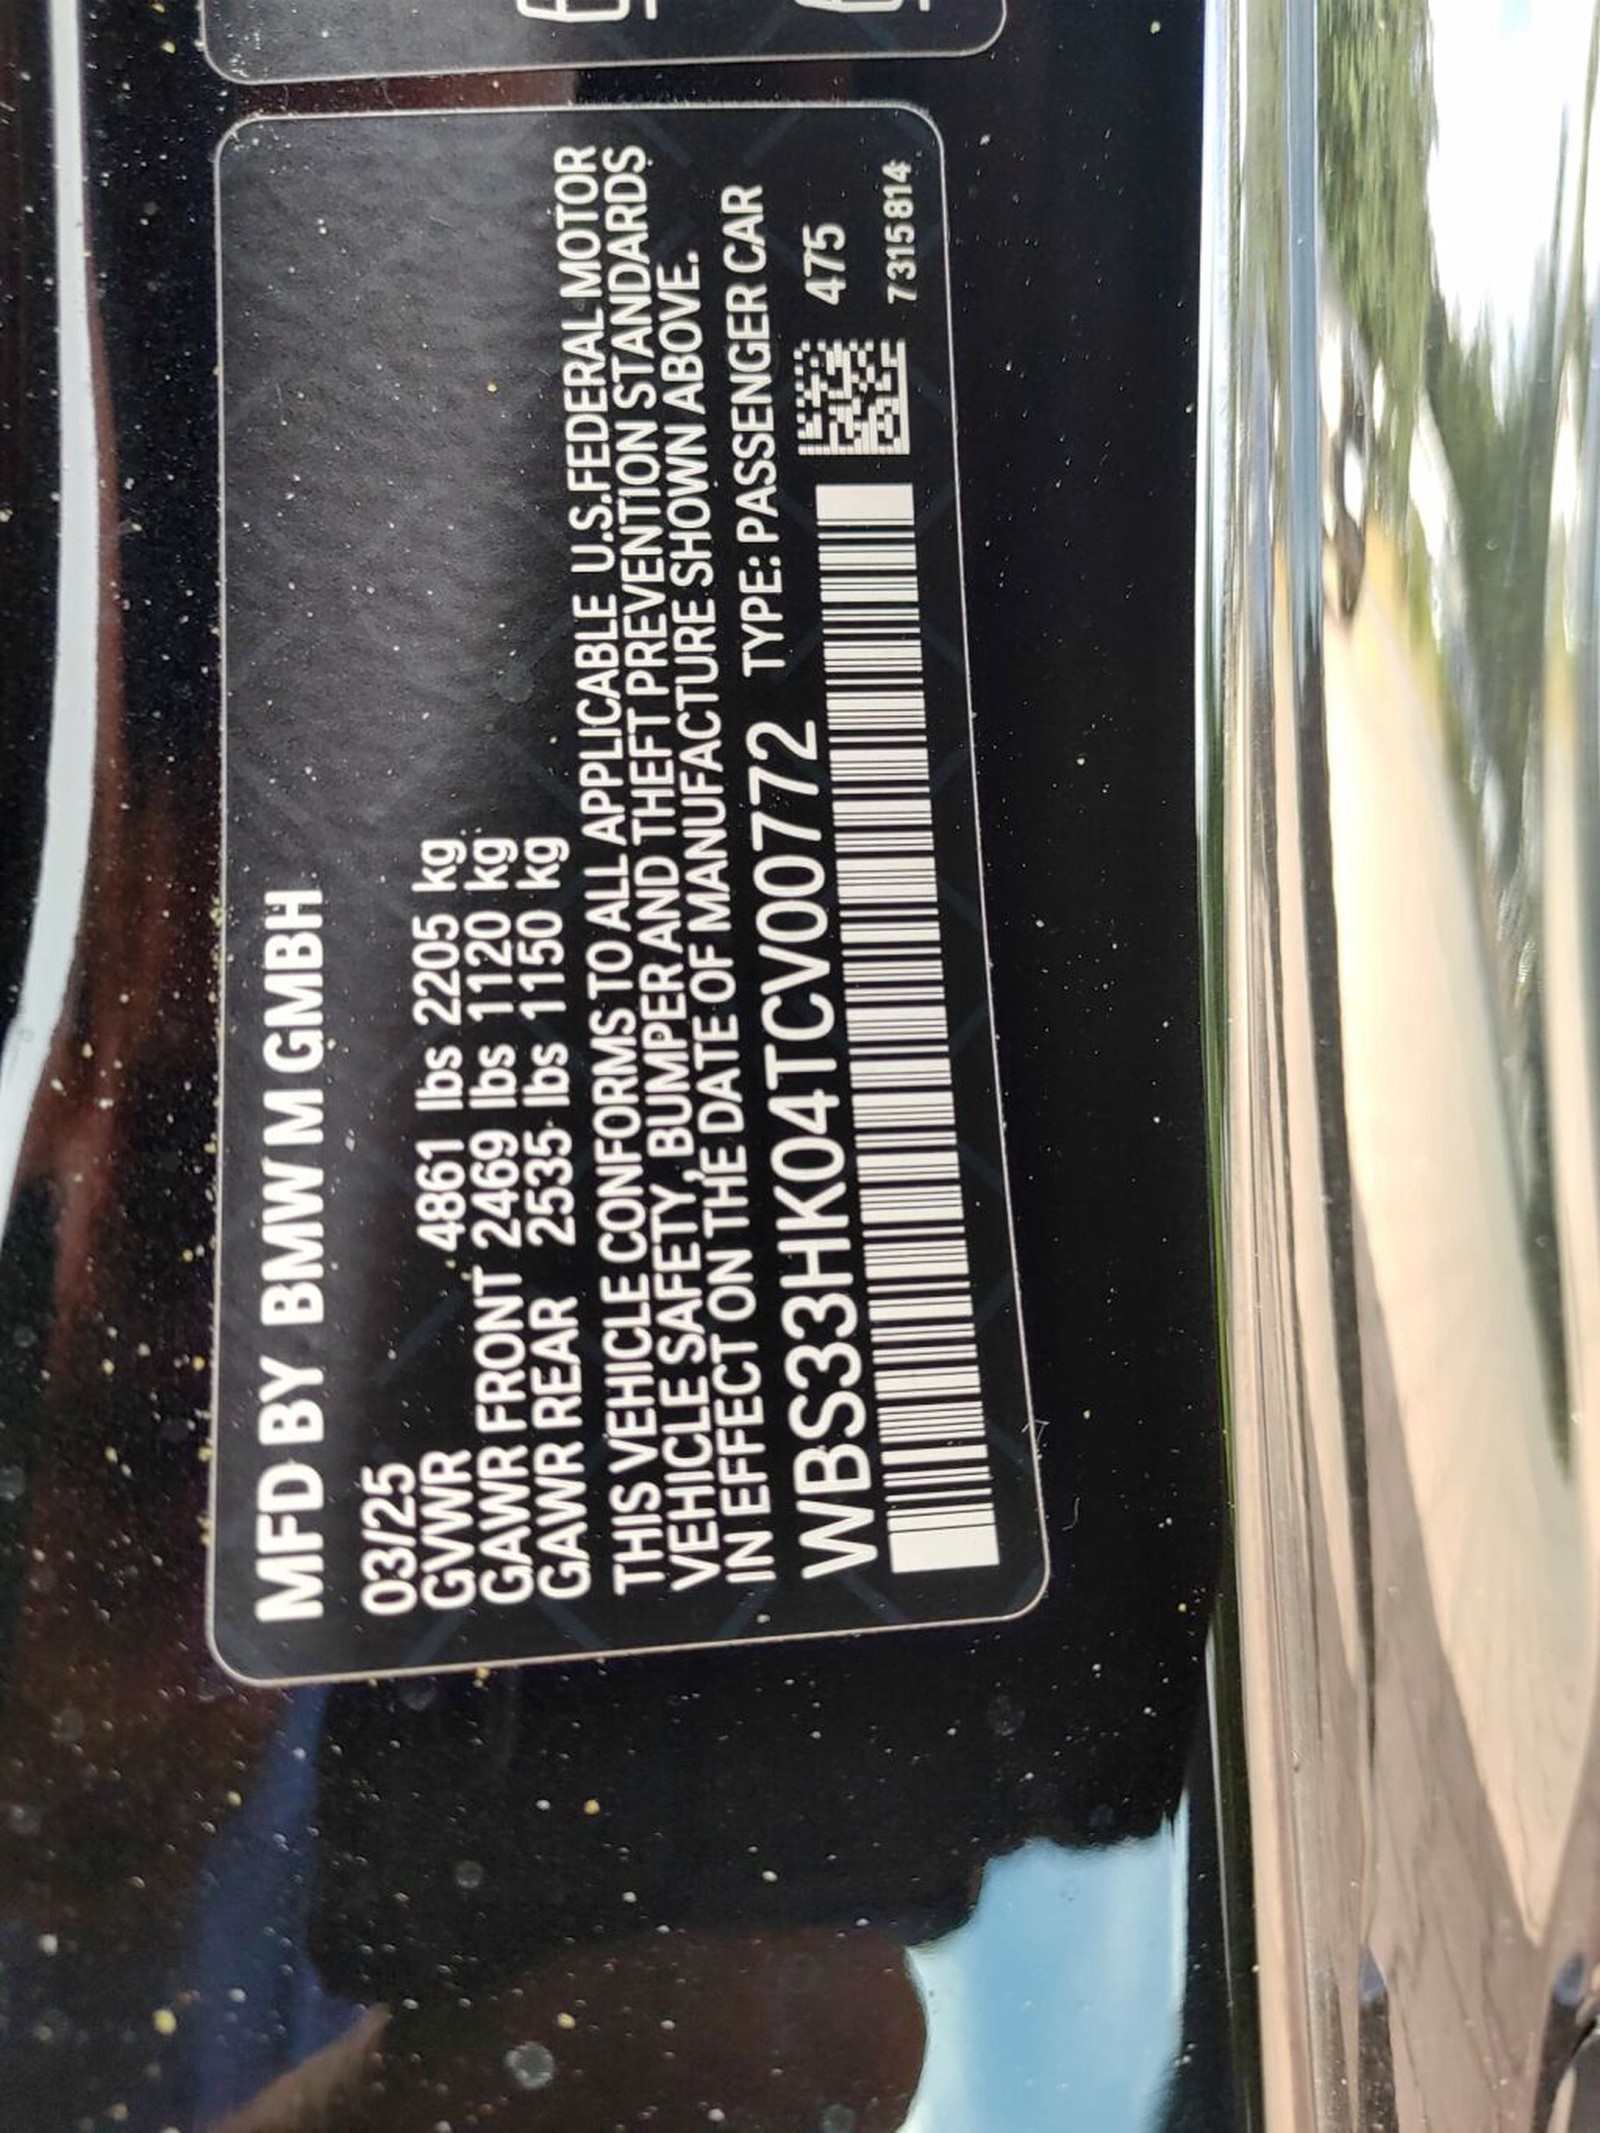 MFD BY BMW M GMBH
03/25
GVWR 4861 lbs 2205 kg
GAWR FRONT 2469 lbs 1120 kg
GAWR REAR 2535 lbs 1150 kg
THIS VEHICLE CONFORMS TO ALL APPLICABLE U.S.FEDERAL MOTOR
VEHICLE SAFETY, BUMPER AND THEFT PREVENTION STANDARDS
IN EFFECT ON THE DATE OF MANUFACTURE SHOWN ABOVE.
WBS33HK04TCV00772 TYPE: PASSENGER CAR
475
7315814